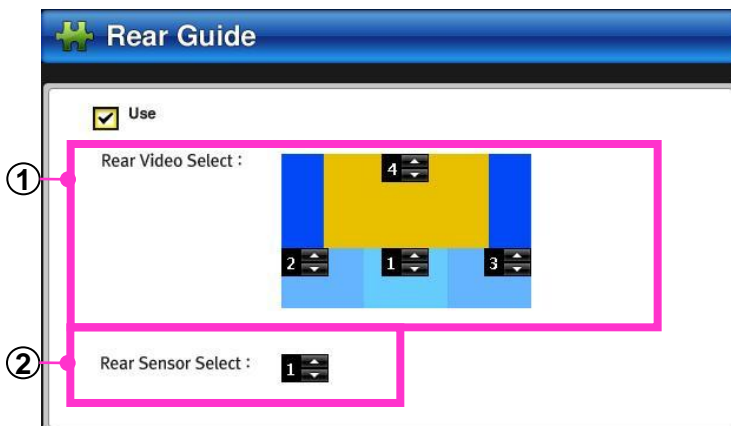 Rear Guide
Use
① Rear Video Select :
4
2 1 3
② Rear Sensor Select :
1